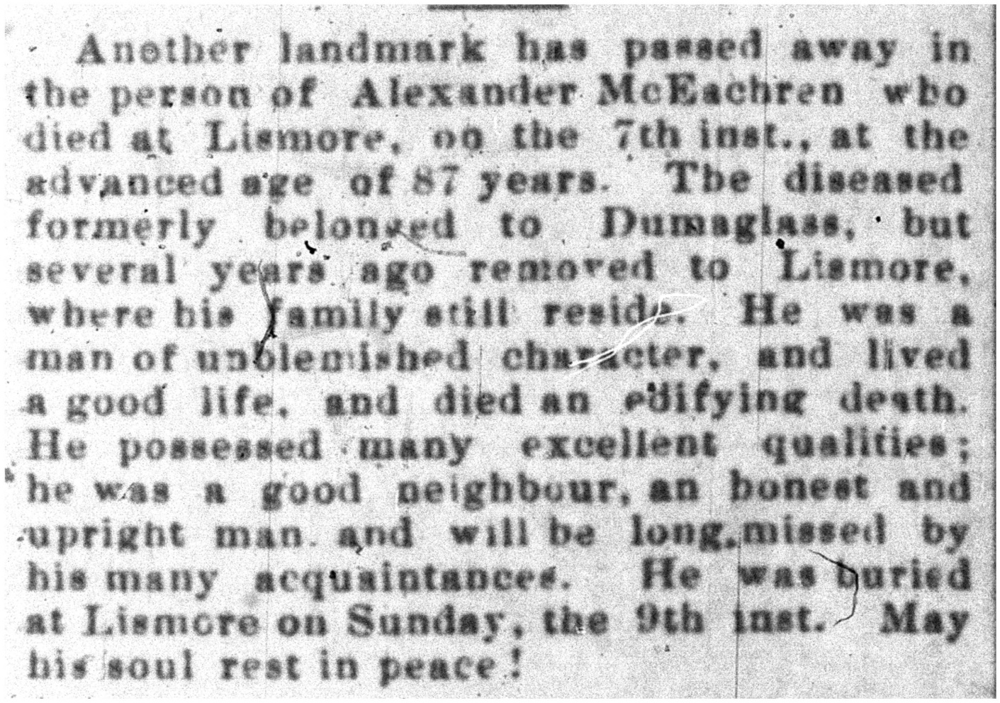 Another landmark has passed away in
the person of Alexander McEachren who
died at Lismore, on the 7th inst., at the
advanced age of 87 years. The diseased
formerly belonged to Dumaglass, but
several years ago removed to Lismore,
where his family still reside. He was a
man of unblemished character, and lived
a good life, and died an edifying death.
He possessed many excellent qualities;
he was a good neighbour, an honest and
upright man and will be long missed by
his many acquaintances. He was buried
at Lismore on Sunday, the 9th inst. May
his soul rest in peace!